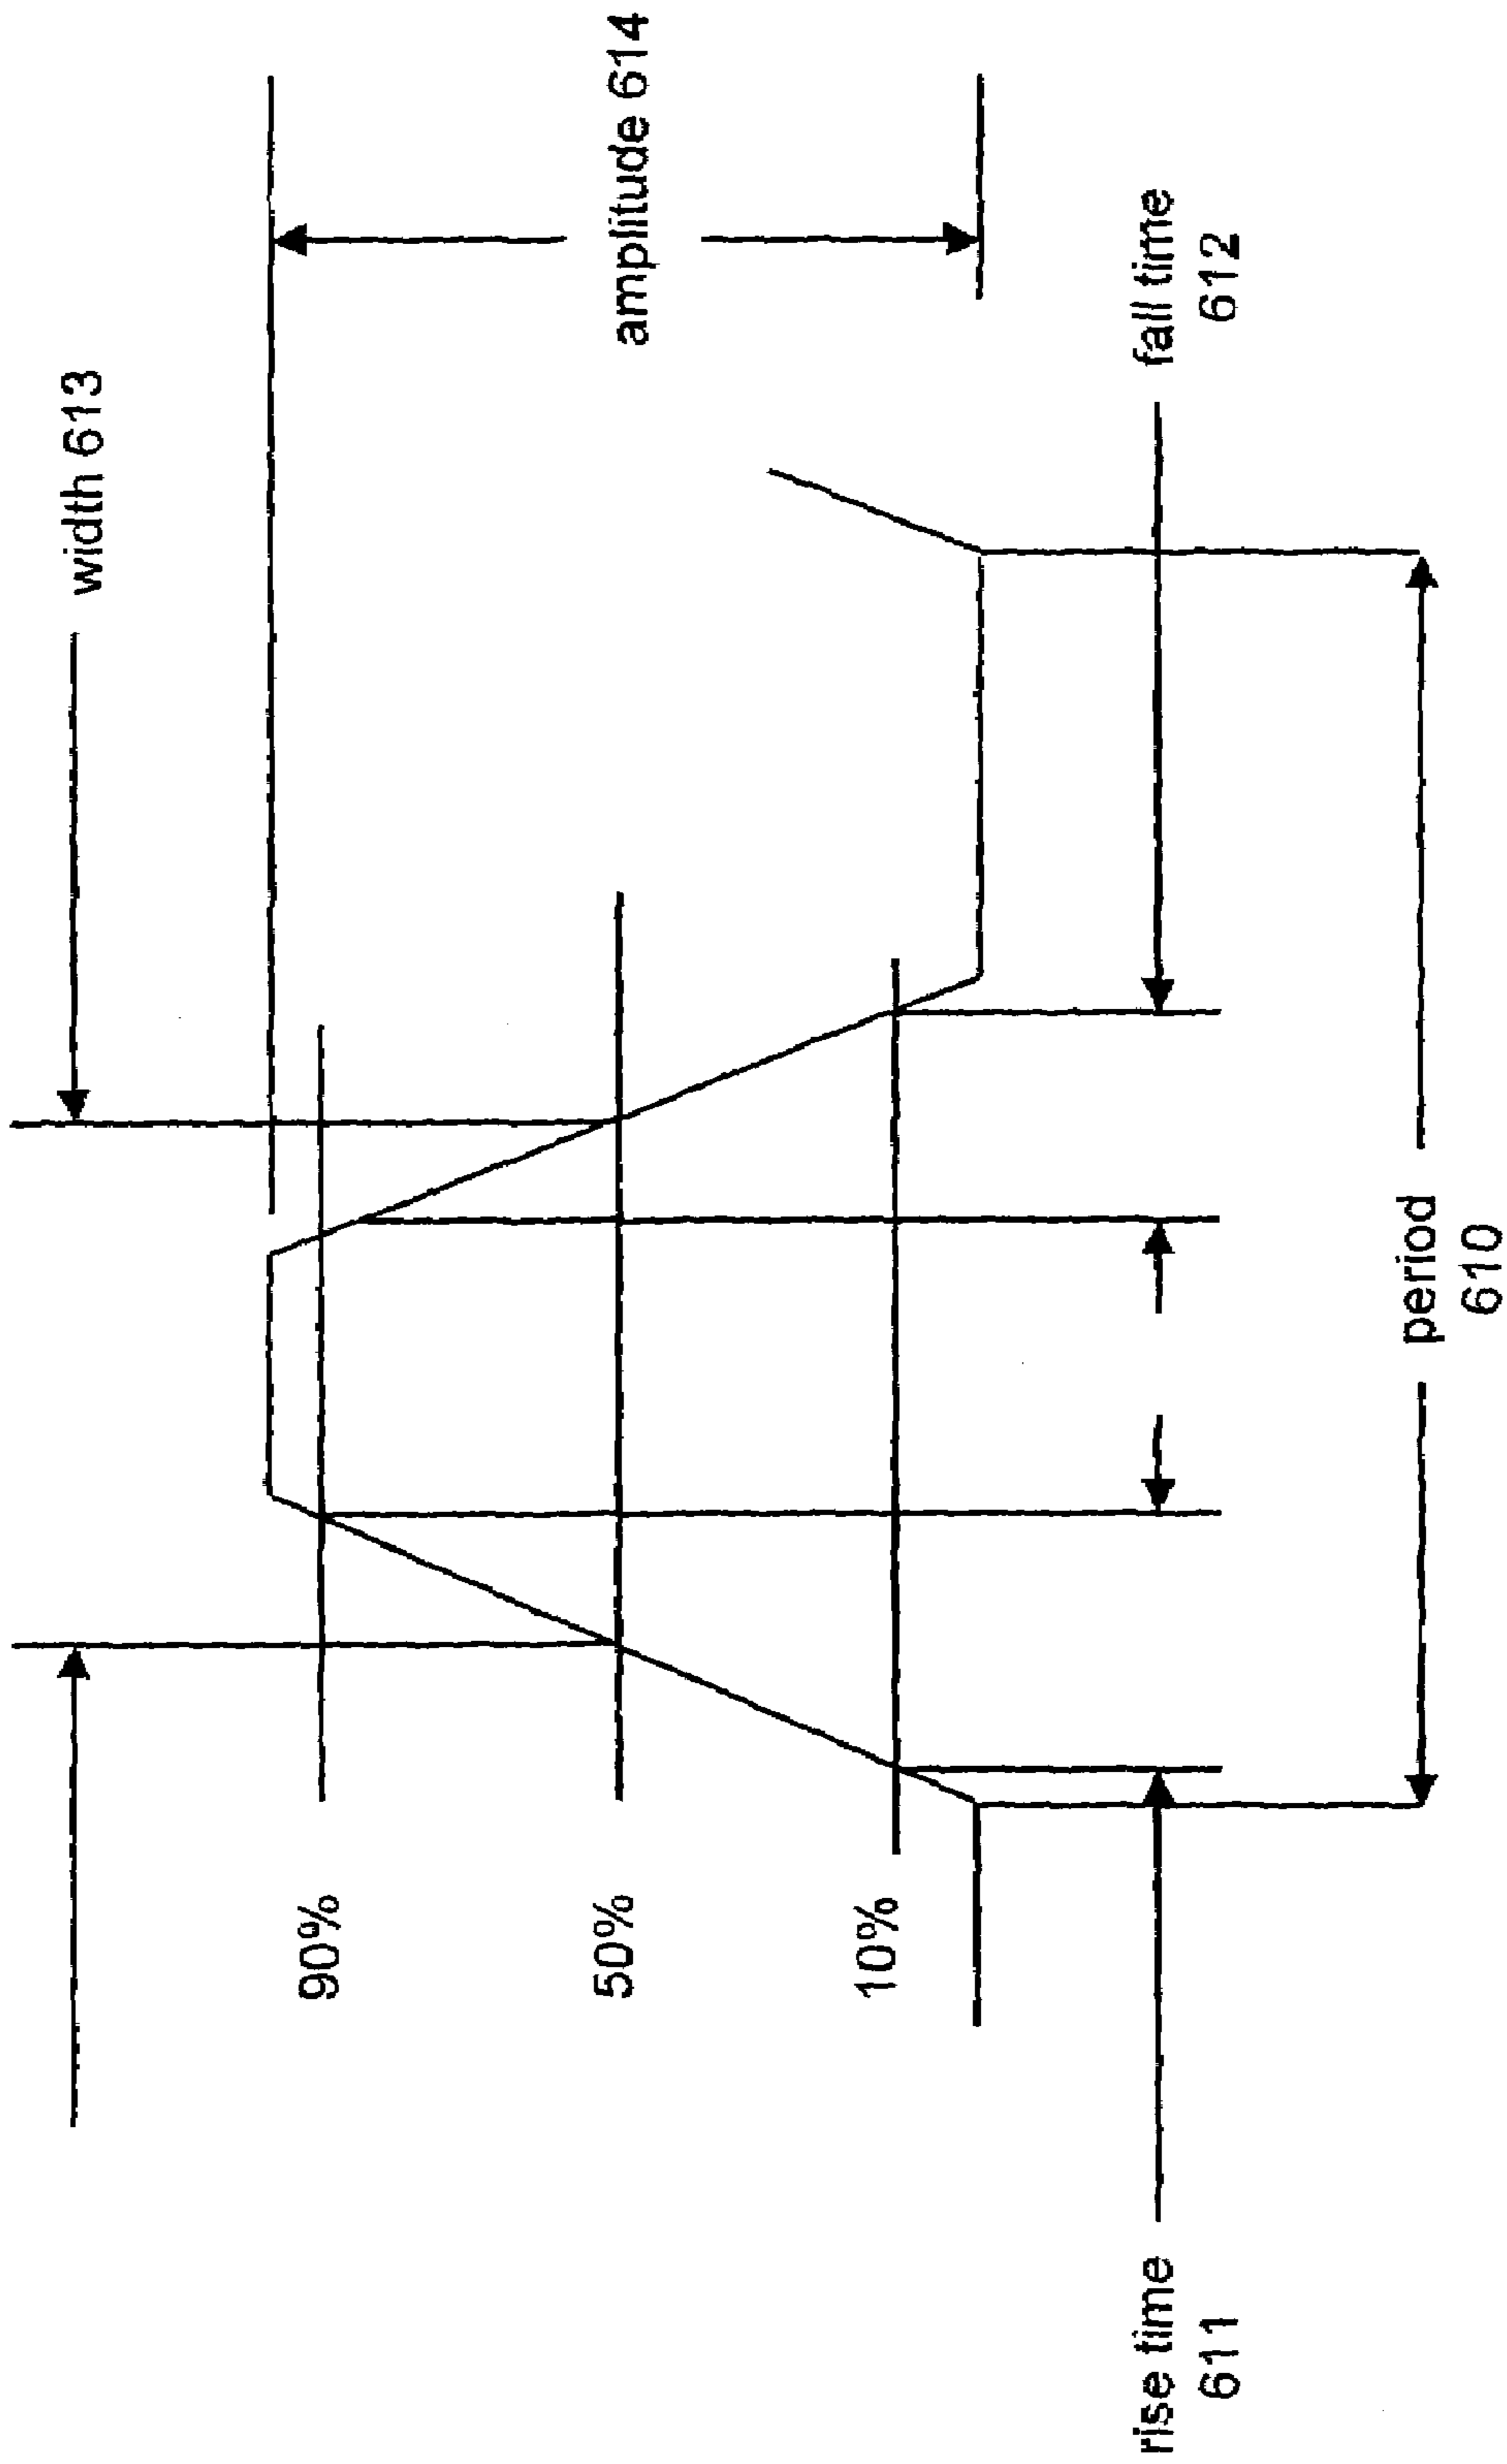 width 613
90%
50%
amplitude 614
10%
rise time
611
fall time
612
period
610